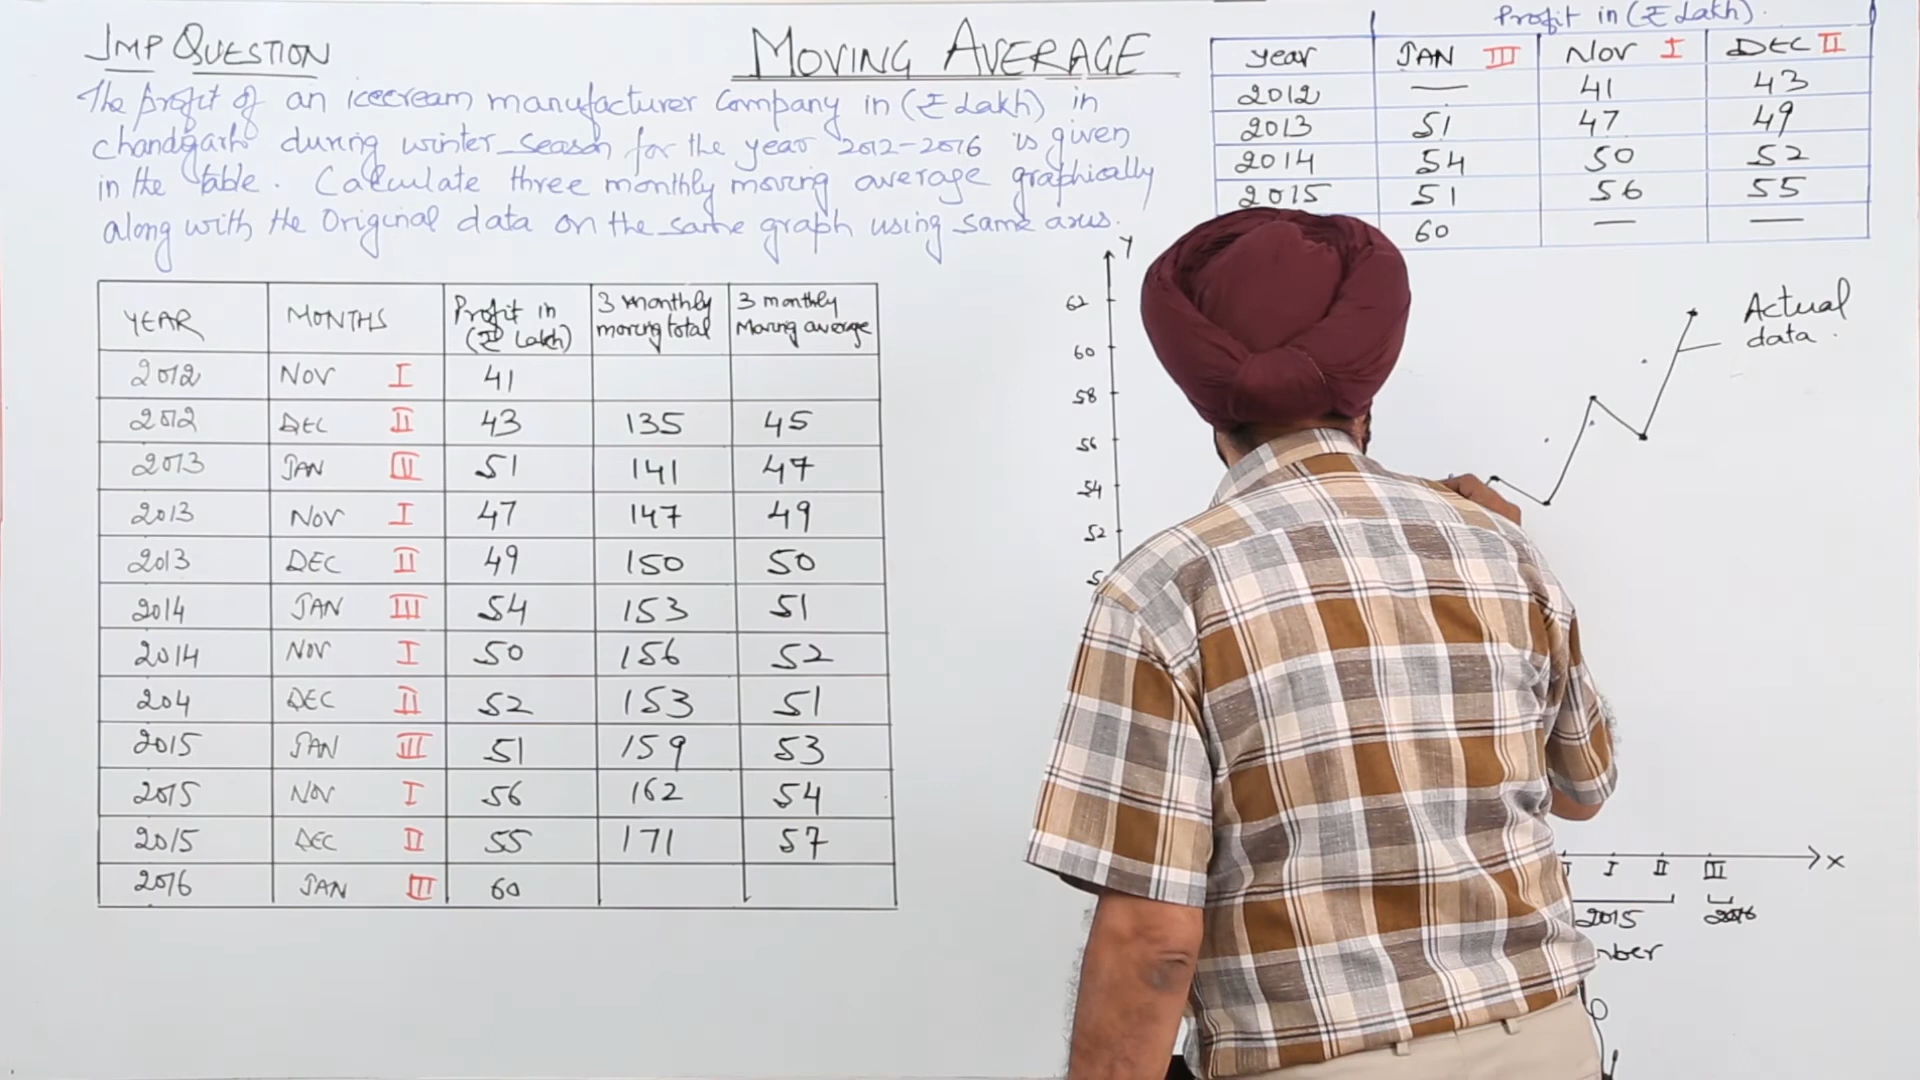 IMP QUESTION
MOVING AVERAGE
The profit of an icecream manufacturer Company in (₹ Lakh) in
chandgarh during winter season for the year 2012-2016 is given
in the table. Calculate three monthly moving average graphically
along with the Original data on the same graph using same axus.
Profit in (₹ Lakh).
year JAN III Nov I DEC II
2012 — 41 43
2013 51 47 49
2014 54 50 52
2015 51 56 55
60 — —
YEAR MONTHS Profit in (₹ Lakh) 3 monthly moving total 3 monthly Moving average
2012 NOV I 41
2012 DEC II 43 135 45
2013 JAN III 51 141 47
2013 Nov I 47 147 49
2013 DEC II 49 150 50
2014 JAN III 54 153 51
2014 Nov I 50 156 52
204 DEC II 52 153 51
2015 JAN III 51 159 53
2015 Nov I 56 162 54
2015 DEC II 55 171 57
2016 JAN III 60
Y
62
60
58
56
54
52
5
Actual
data.
X
I II III
2015 2016
mber